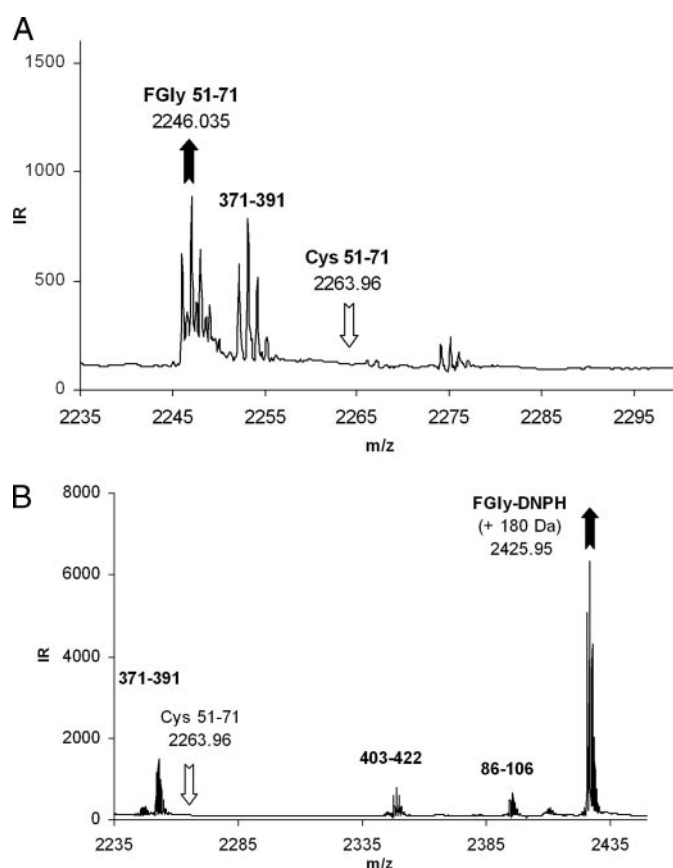 A
1500
FGly 51-71
2246.035
1000
371-391
IR
Cys 51-71
2263.96
500
0
2235 2245 2255 2265 2275 2285 2295
m/z
B
8000
FGly-DNPH
(+ 180 Da)
2425.95
6000
IR
4000
371-391
Cys 51-71
2263.96
403-422
86-106
2000
0
2235 2285 2335 2385 2435
m/z